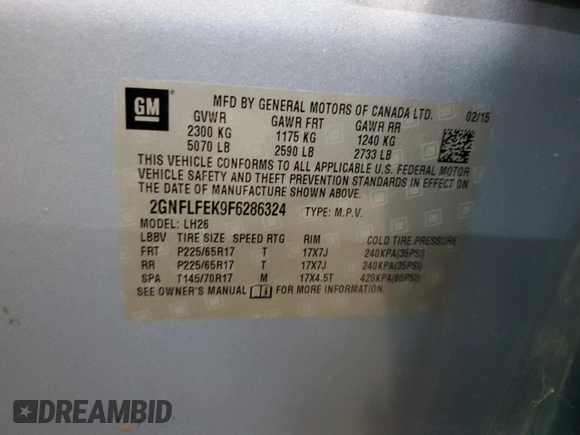 GM
MFD BY GENERAL MOTORS OF CANADA LTD. 02/15
GVWR GAWR FRT GAWR RR
2300 KG 1175 KG 1240 KG
5070 LB 2590 LB 2733 LB
THIS VEHICLE CONFORMS TO ALL APPLICABLE U.S. FEDERAL MOTOR
VEHICLE SAFETY AND THEFT PREVENTION STANDARDS IN EFFECT ON
THE DATE OF MANUFACTURE SHOWN ABOVE.
2GNFLFEK9F6286324 TYPE: M.P.V.
MODEL: LH26
LBBV TIRE SIZE SPEED RTG RIM COLD TIRE PRESSURE
FRT P225/65R17 T 17X7J 240KPA(35PSI)
RR P225/65R17 T 17X7J 240KPA(35PSI)
SPA T145/70R17 M 17X4.5T 420KPA(60PSI)
SEE OWNER'S MANUAL FOR MORE INFORMATION
DREAMBID